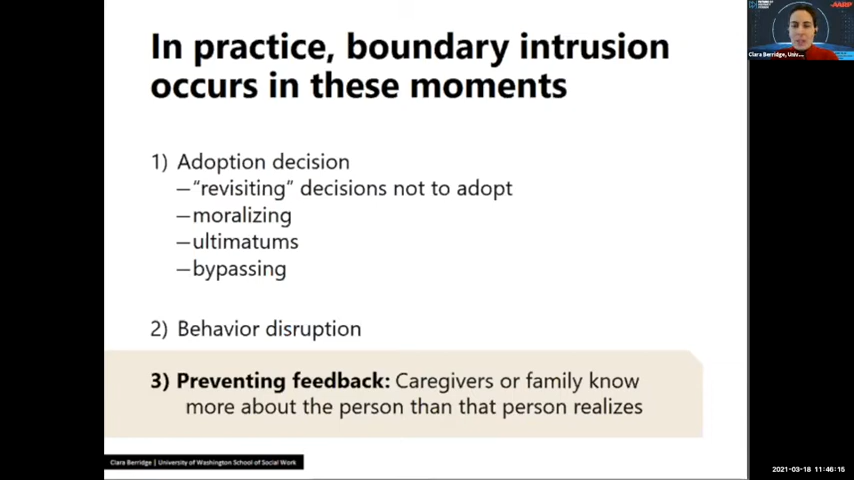 In practice, boundary intrusion
occurs in these moments
1) Adoption decision
–“revisiting” decisions not to adopt
–moralizing
–ultimatums
–bypassing
2) Behavior disruption
3) Preventing feedback: Caregivers or family know
more about the person than that person realizes
Clara Berridge | University of Washington School of Social Work
AARP
Clara Berridge, Univ...
2021-03-18 11:46:15